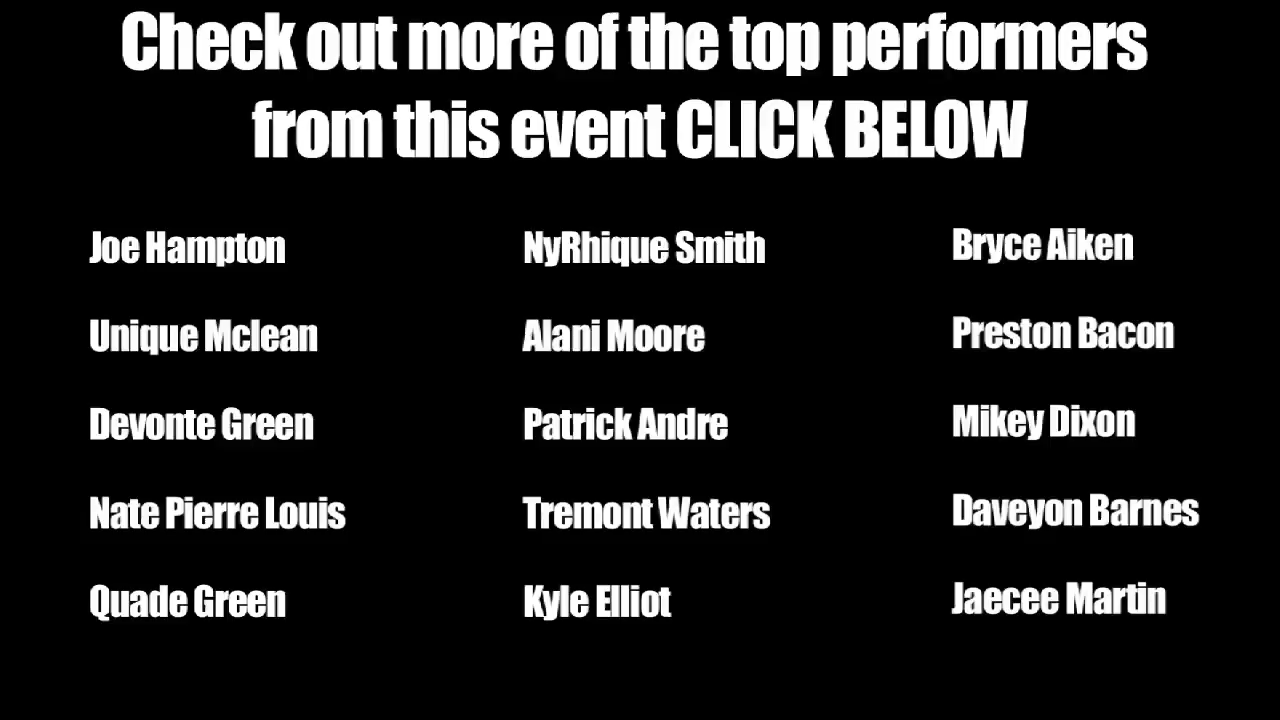 Check out more of the top performers
from this event CLICK BELOW
Joe Hampton
Unique Mclean
Devonte Green
Nate Pierre Louis
Quade Green
NyRhique Smith
Alani Moore
Patrick Andre
Tremont Waters
Kyle Elliot
Bryce Aiken
Preston Bacon
Mikey Dixon
Daveyon Barnes
Jaecee Martin